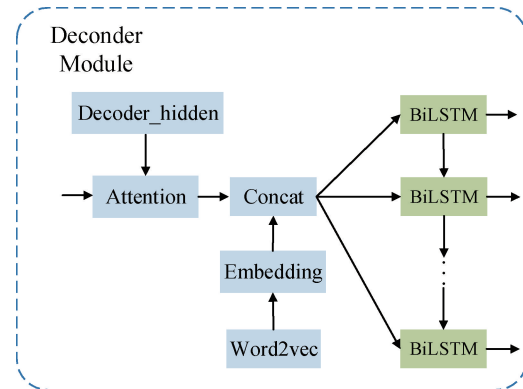 Deconder
Module
Decoder_hidden
BiLSTM
Attention
Concat
BiLSTM
Embedding
Word2vec
BiLSTM